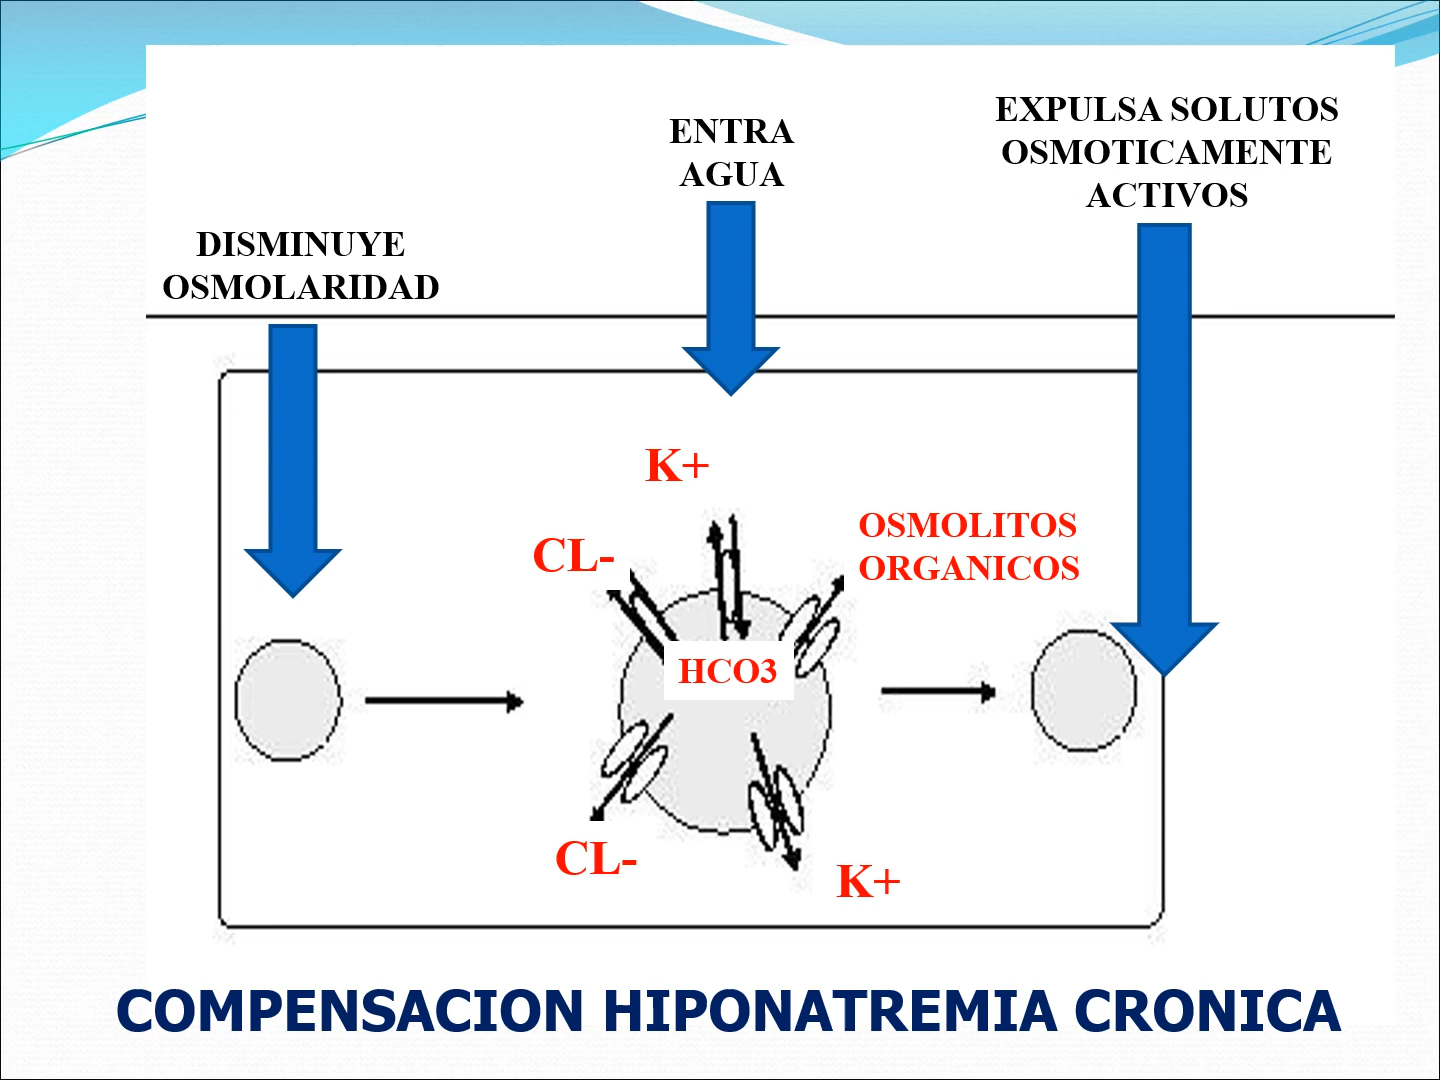 DISMINUYE
OSMOLARIDAD
ENTRA
AGUA
EXPULSA SOLUTOS
OSMOTICAMENTE
ACTIVOS
K+
CL-
OSMOLITOS
ORGANICOS
HCO3
CL-
K+
COMPENSACION HIPONATREMIA CRONICA